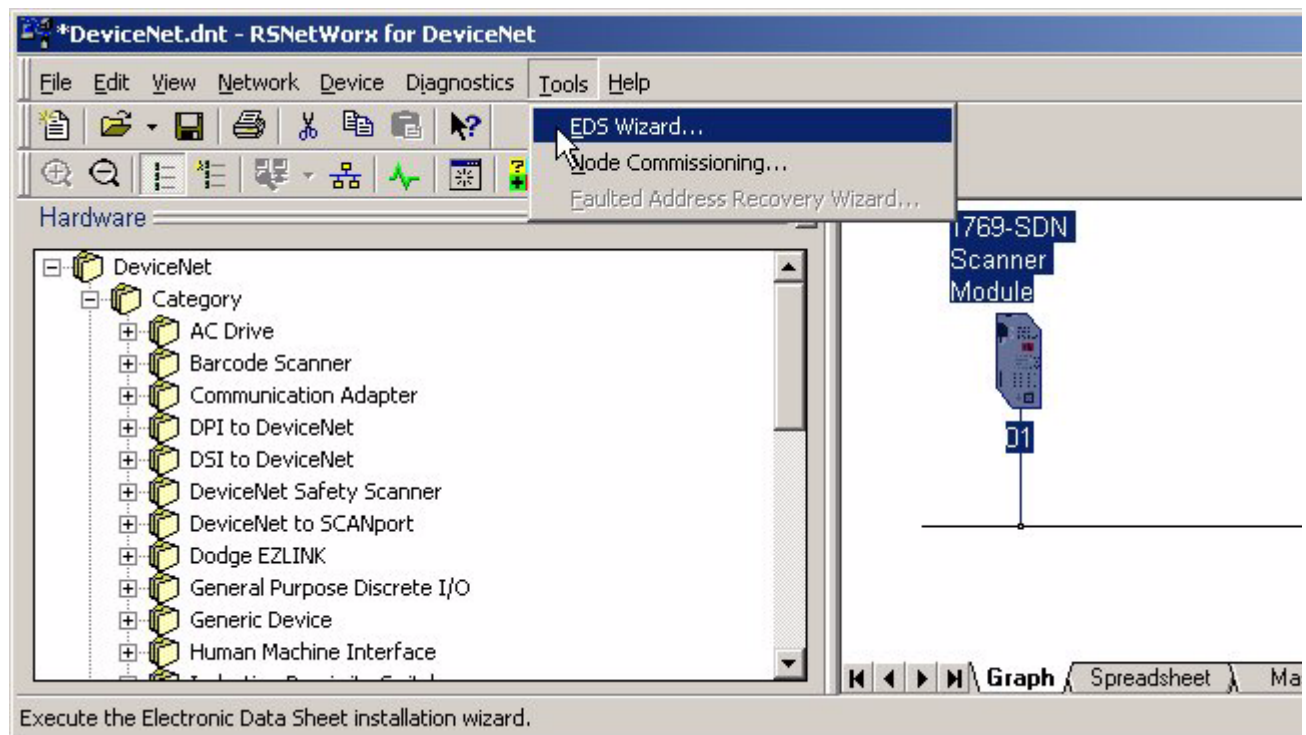 *DeviceNet.dnt - RSNetWorx for DeviceNet
File Edit View Network Device Diagnostics Tools Help
EDS Wizard...
Node Commissioning...
Faulted Address Recovery Wizard...
Hardware
DeviceNet
Category
AC Drive
Barcode Scanner
Communication Adapter
DPI to DeviceNet
DSI to DeviceNet
DeviceNet Safety Scanner
DeviceNet to SCANport
Dodge EZLINK
General Purpose Discrete I/O
Generic Device
Human Machine Interface
1769-SDN
Scanner
Module
01
Graph Spreadsheet Ma
Execute the Electronic Data Sheet installation wizard.